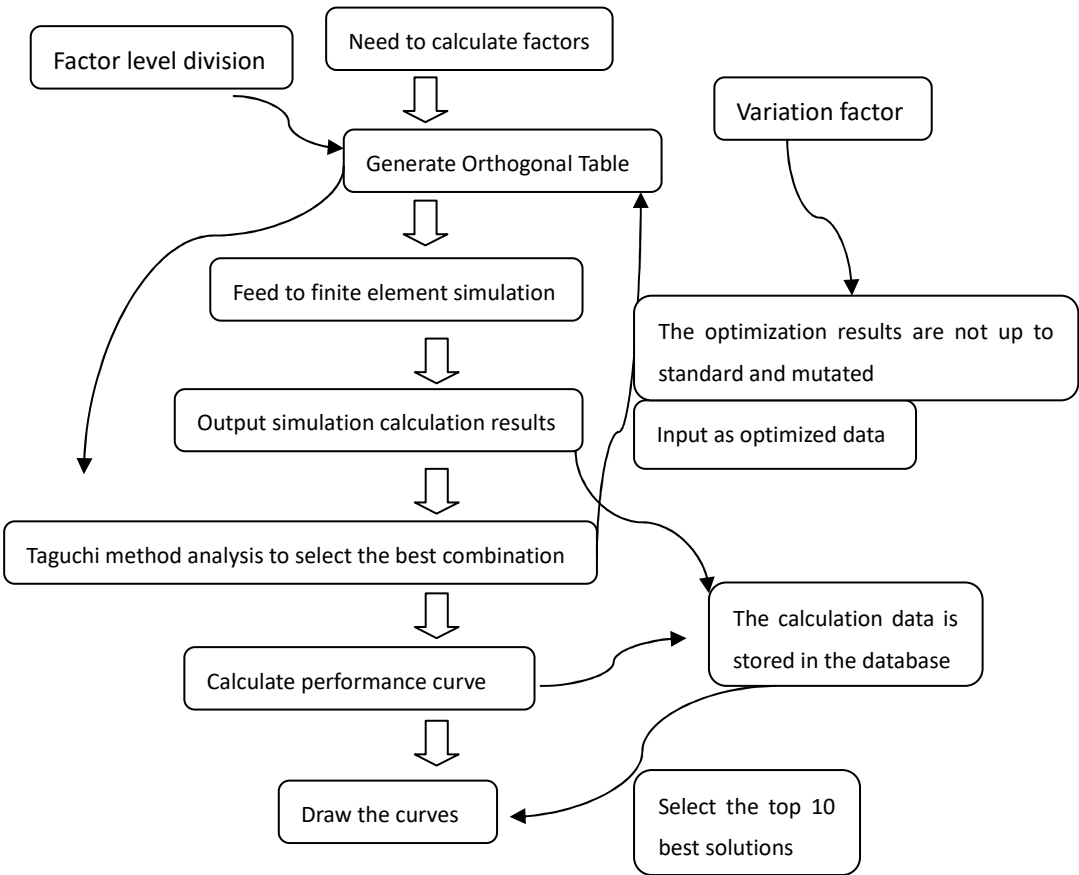 Need to calculate factors
Factor level division
Variation factor
Generate Orthogonal Table
Feed to finite element simulation
The optimization results are not up to
standard and mutated
Output simulation calculation results
Input as optimized data
Taguchi method analysis to select the best combination
The calculation data is
stored in the database
Calculate performance curve
Draw the curves
Select the top 10
best solutions